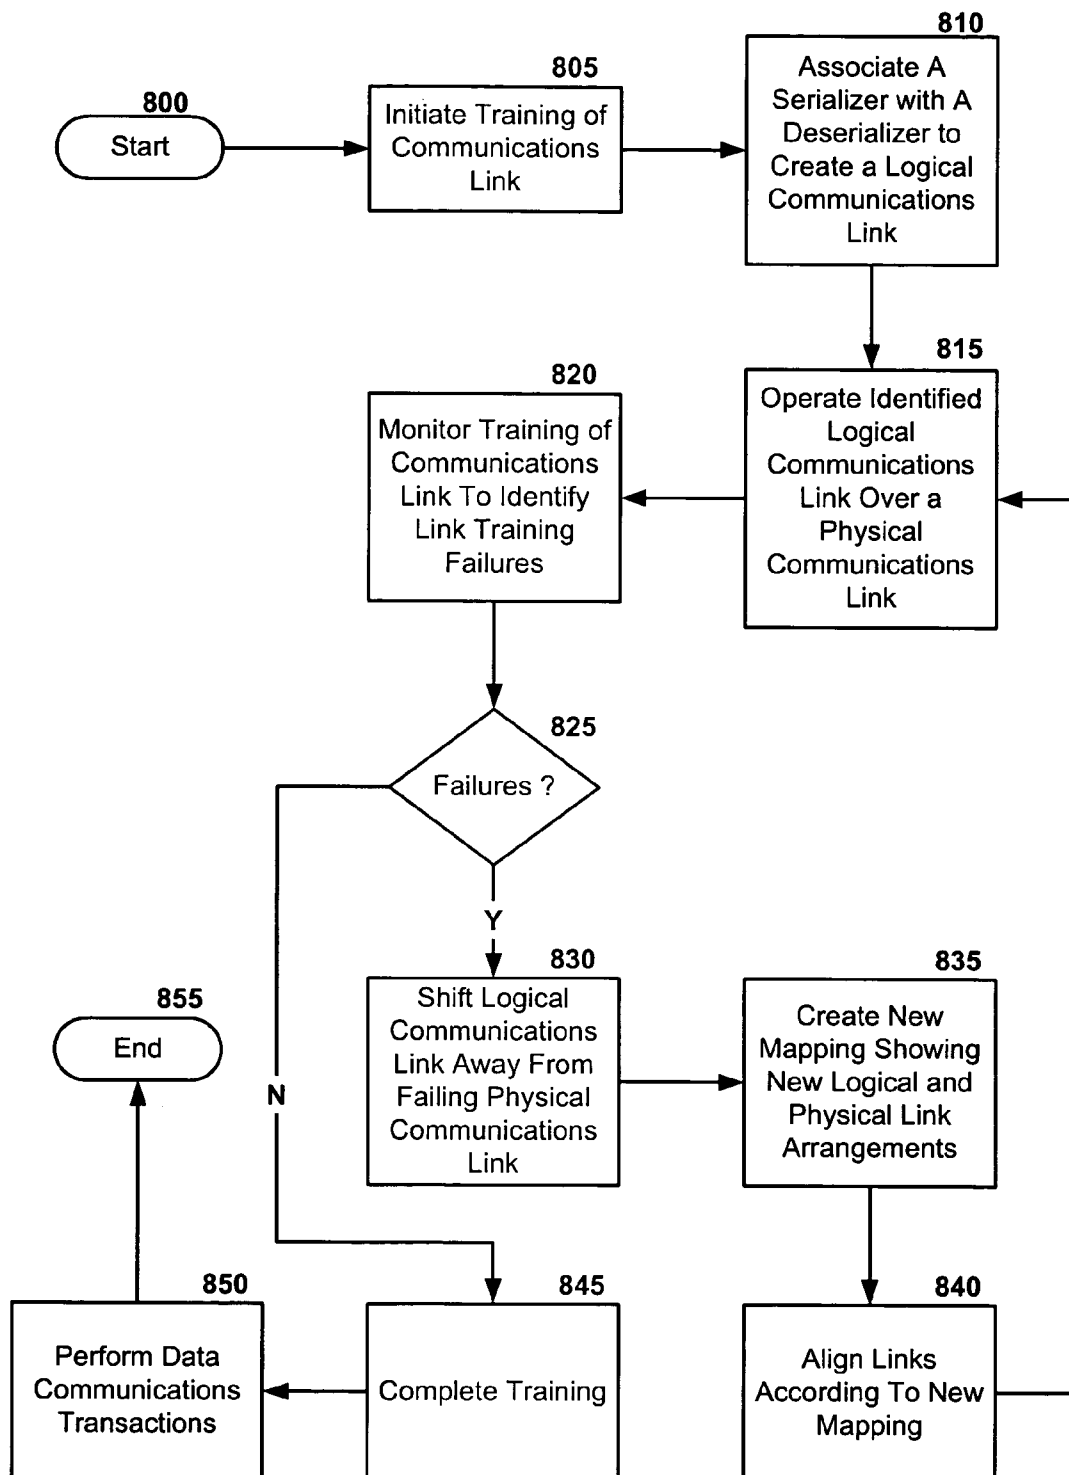 800
Start
805
Initiate Training of
Communications
Link
810
Associate A
Serializer with A
Deserializer to
Create a Logical
Communications
Link
815
Operate Identified
Logical
Communications
Link Over a
Physical
Communications
Link
820
Monitor Training of
Communications
Link To Identify
Link Training
Failures
825
Failures ?
Y
N
830
Shift Logical
Communications
Link Away From
Failing Physical
Communications
Link
835
Create New
Mapping Showing
New Logical and
Physical Link
Arrangements
840
Align Links
According To New
Mapping
845
Complete Training
850
Perform Data
Communications
Transactions
855
End